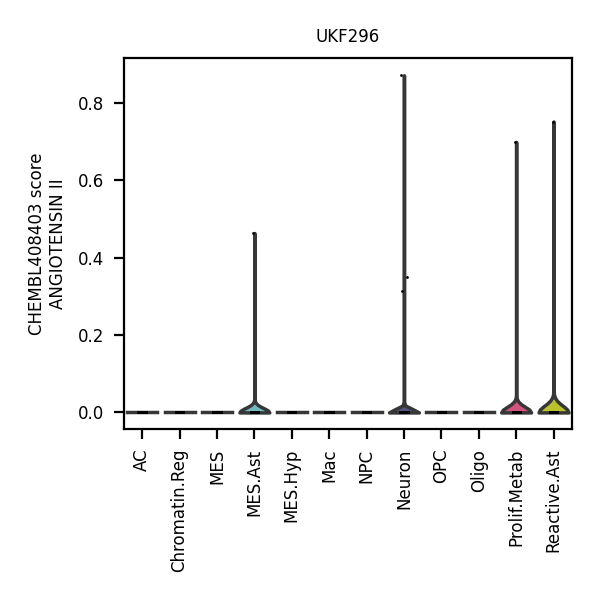 UKF296
CHEMBL408403 score
ANGIOTENSIN II
0.8
0.6
0.4
0.2
0.0
AC
Chromatin.Reg
MES
MES.Ast
MES.Hyp
Mac
NPC
Neuron
OPC
Oligo
Prolif.Metab
Reactive.Ast